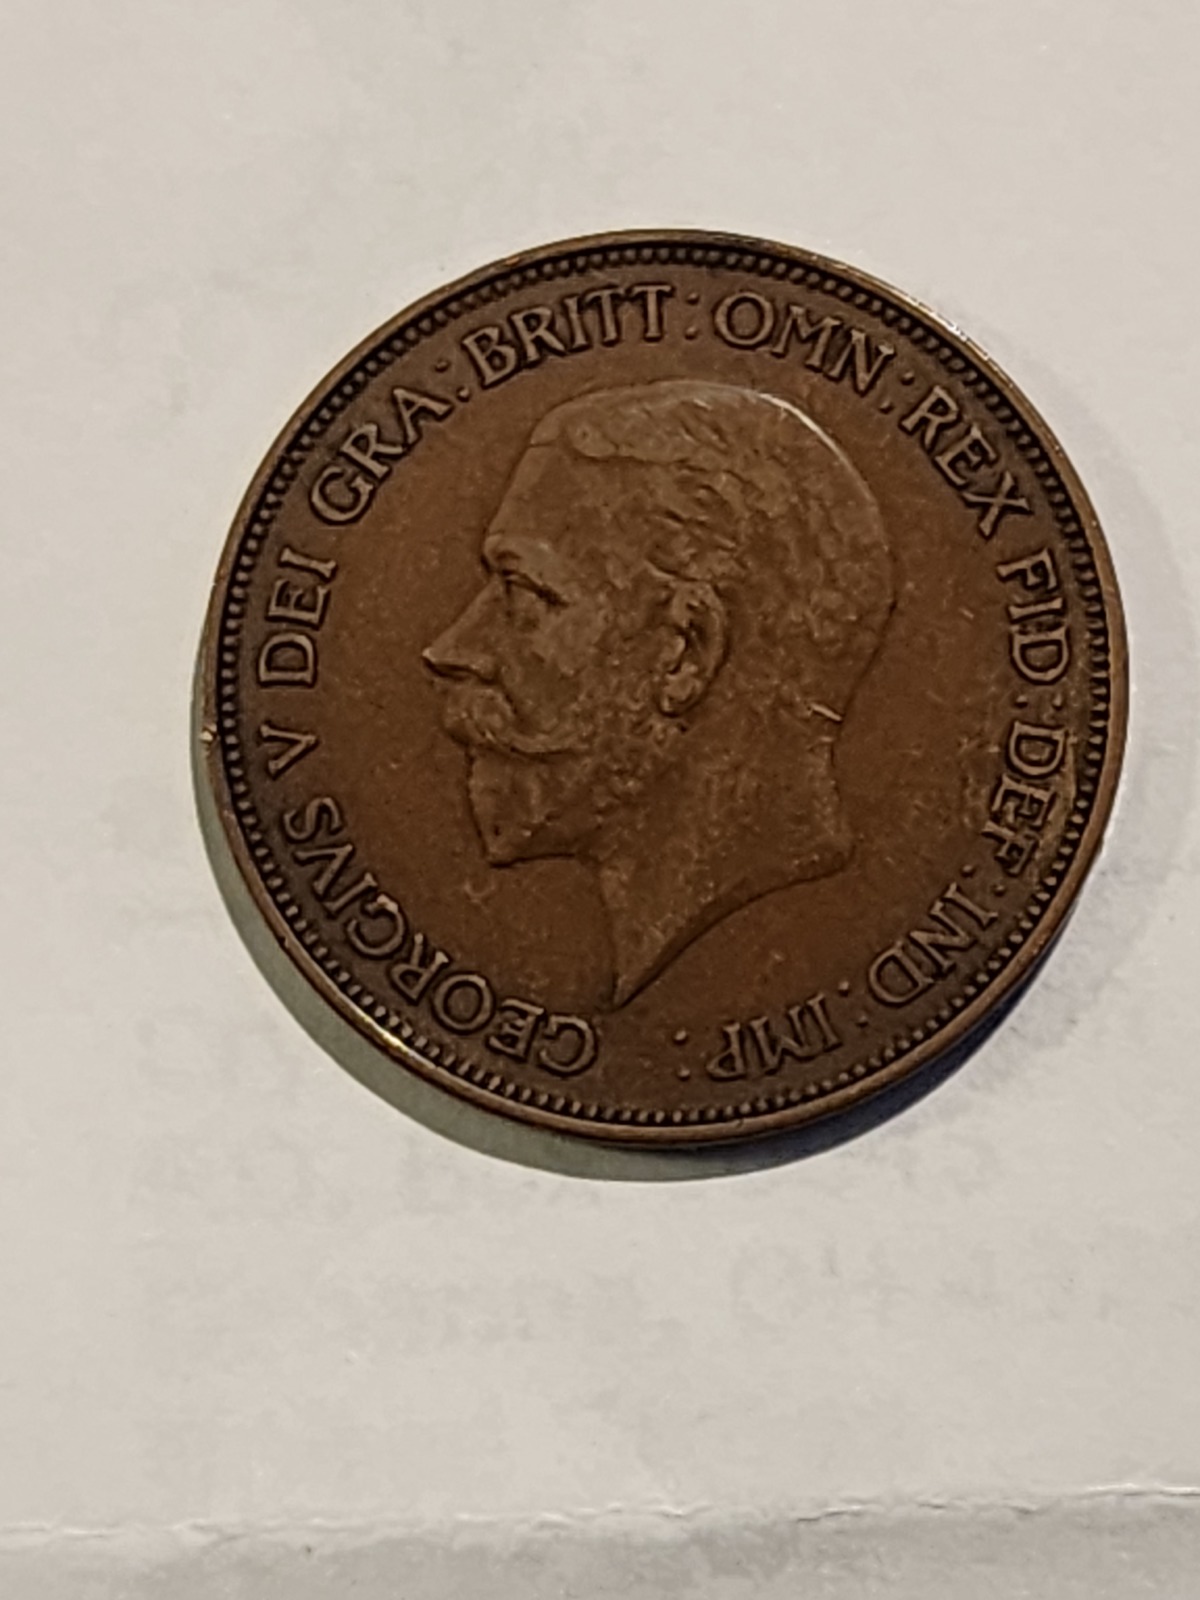 GEORGIVS V DEI GRA: BRITT: OMN: REX FID: DEF: IND: IMP: